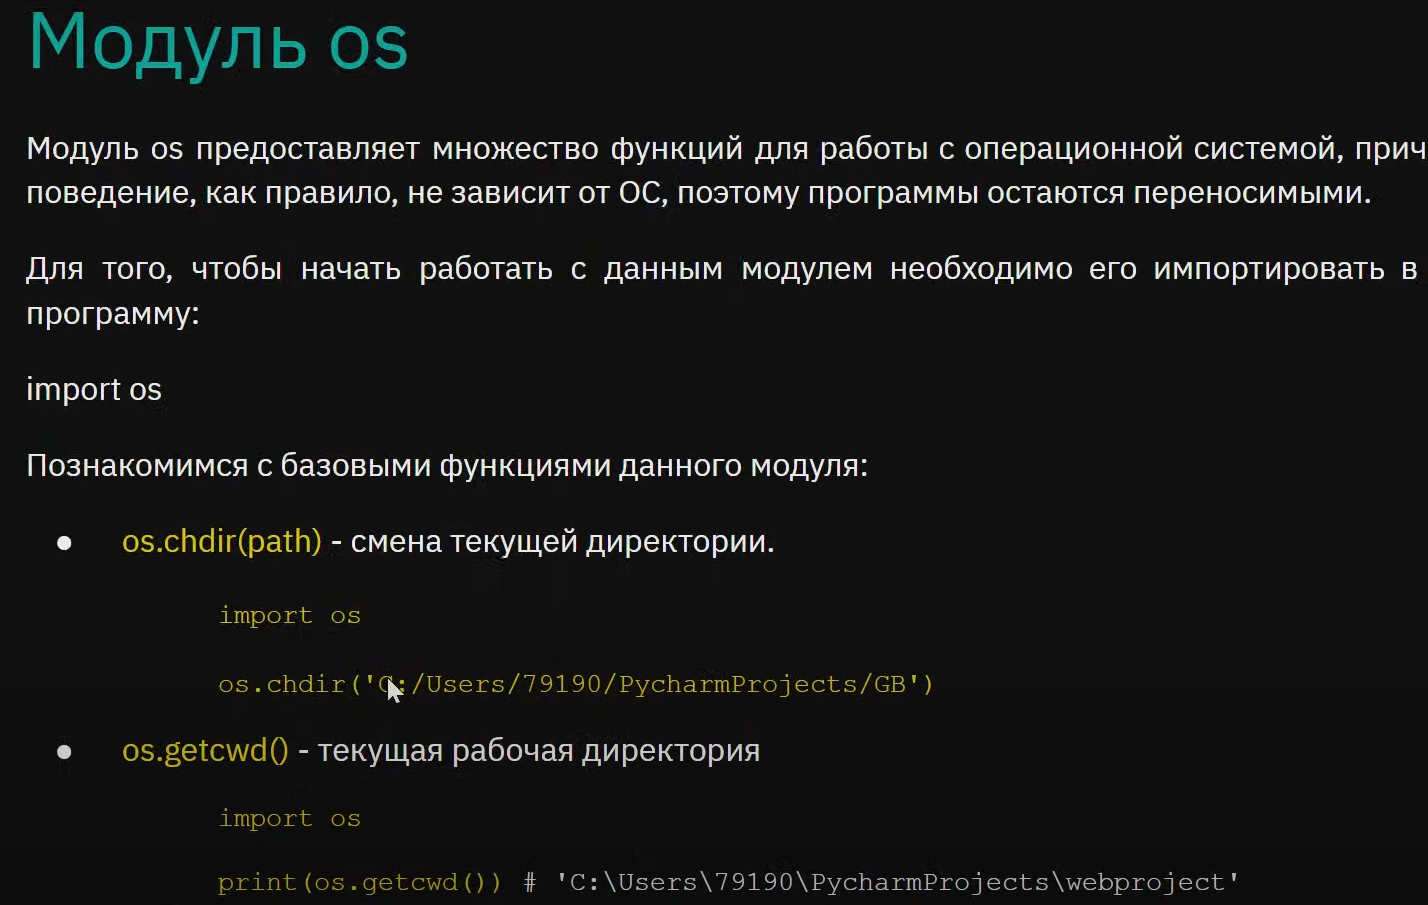 Модуль os
Модуль os предоставляет множество функций для работы с операционной системой, прич
поведение, как правило, не зависит от ОС, поэтому программы остаются переносимыми.
Для того, чтобы начать работать с данным модулем необходимо его импортировать в
программу:
import os
Познакомимся с базовыми функциями данного модуля:
● os.chdir(path) - смена текущей директории.
import os
os.chdir('C:/Users/79190/PycharmProjects/GB')
● os.getcwd() - текущая рабочая директория
import os
print(os.getcwd()) # 'C:\Users\79190\PycharmProjects\webproject'